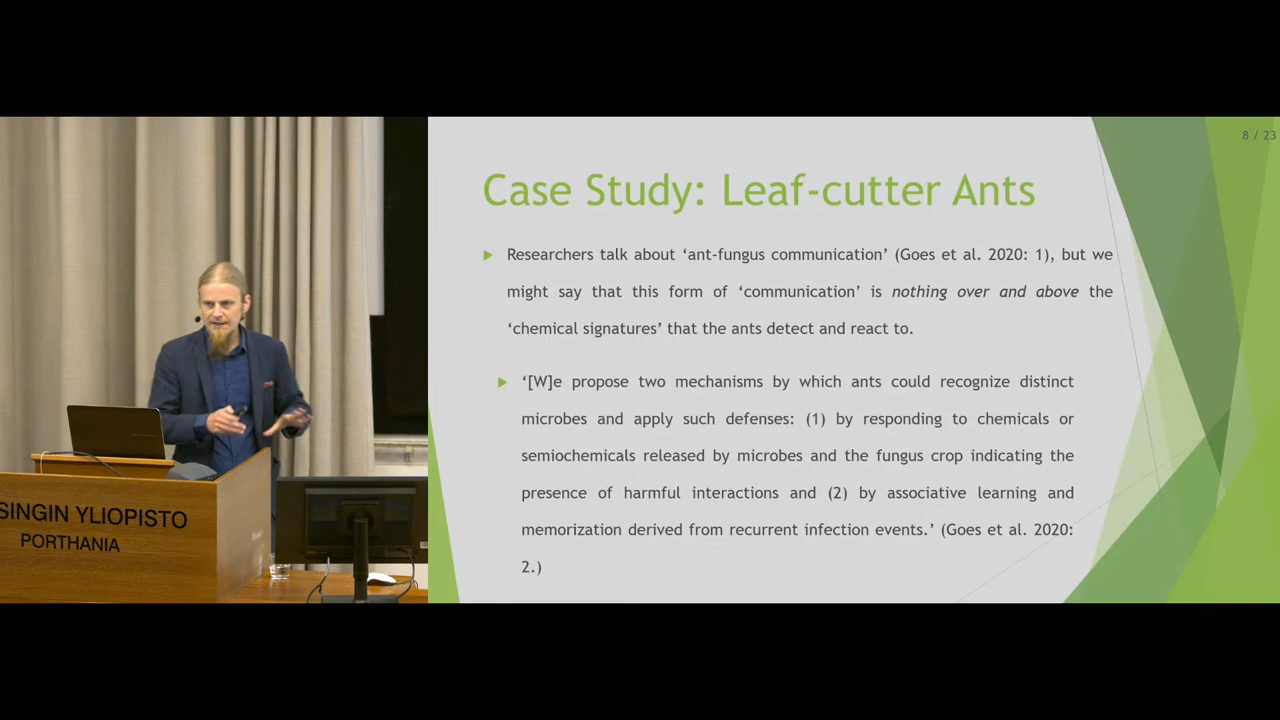 8 / 23
Case Study: Leaf-cutter Ants
Researchers talk about ‘ant-fungus communication’ (Goes et al. 2020: 1), but we
might say that this form of ‘communication’ is nothing over and above the
‘chemical signatures’ that the ants detect and react to.
‘[W]e propose two mechanisms by which ants could recognize distinct
microbes and apply such defenses: (1) by responding to chemicals or
semiochemicals released by microbes and the fungus crop indicating the
presence of harmful interactions and (2) by associative learning and
memorization derived from recurrent infection events.’ (Goes et al. 2020:
2.)
SINGIN YLIOPISTO
PORTHANIA